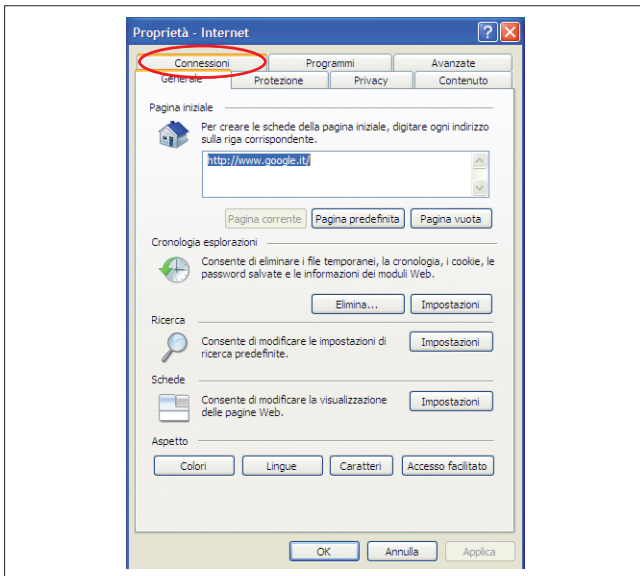 Proprietà - Internet
Connessioni Programmi Avanzate
Generale Protezione Privacy Contenuto
Pagina iniziale
Per creare le schede della pagina iniziale, digitare ogni indirizzo
sulla riga corrispondente.
http://www.google.it/
Pagina corrente Pagina predefinita Pagina vuota
Cronologia esplorazioni
Consente di eliminare i file temporanei, la cronologia, i cookie, le
password salvate e le informazioni dei moduli Web.
Elimina... Impostazioni
Ricerca
Consente di modificare le impostazioni di
ricerca predefinite.
Impostazioni
Schede
Consente di modificare la visualizzazione
delle pagine Web.
Impostazioni
Aspetto
Colori Lingue Caratteri Accesso facilitato
OK Annulla Applica